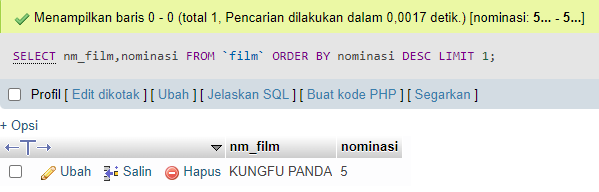 Menampilkan baris 0 - 0 (total 1, Pencarian dilakukan dalam 0,0017 detik.) [nominasi: 5... - 5...]
SELECT nm_film,nominasi FROM `film` ORDER BY nominasi DESC LIMIT 1;
Profil [ Edit dikotak ] [ Ubah ] [ Jelaskan SQL ] [ Buat kode PHP ] [ Segarkan ]
+ Opsi
←T→ nm_film nominasi
Ubah Salin Hapus KUNGFU PANDA 5